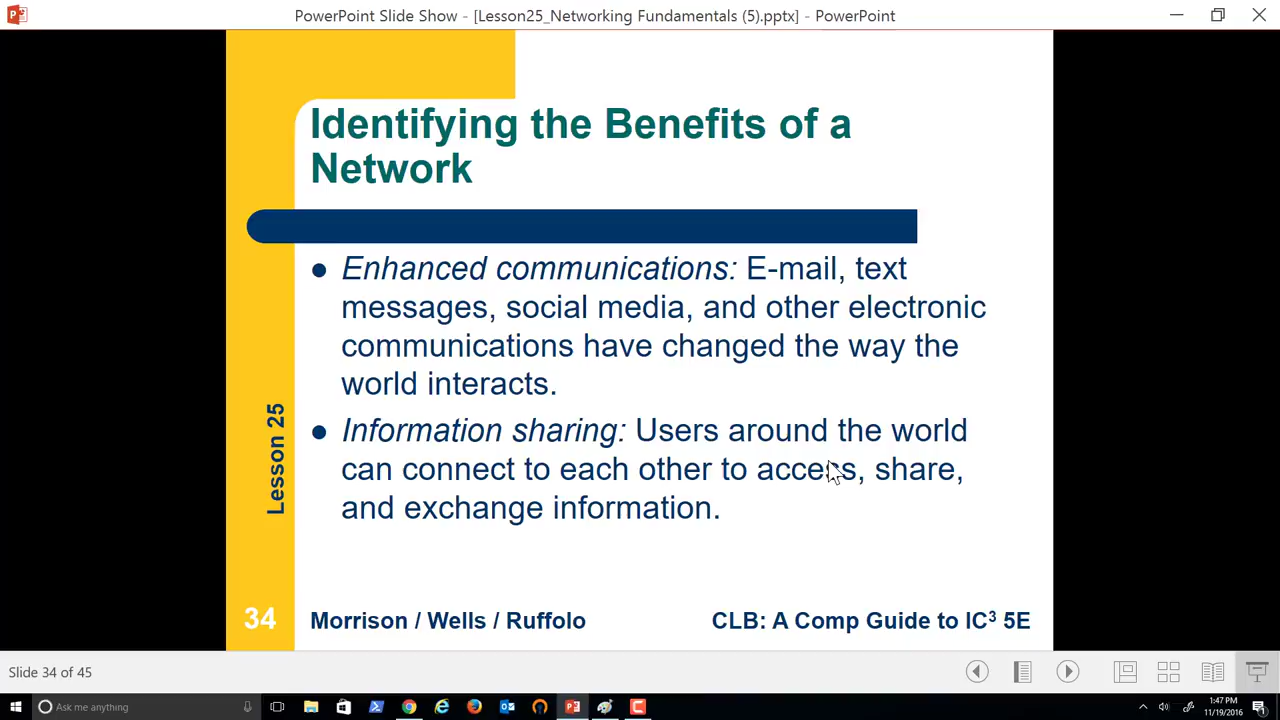 PowerPoint Slide Show - [Lesson25_Networking Fundamentals (5).pptx] - PowerPoint
Identifying the Benefits of a
Network
● Enhanced communications: E-mail, text
messages, social media, and other electronic
communications have changed the way the
world interacts.
● Information sharing: Users around the world
can connect to each other to access, share,
and exchange information.
Lesson 25
34
Morrison / Wells / Ruffolo
CLB: A Comp Guide to IC³ 5E
Slide 34 of 45
Ask me anything
1:47 PM
11/19/2016